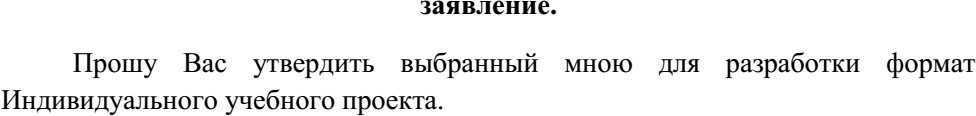 заявление.
Прошу Вас утвердить выбранный мною для разработки формат
Индивидуального учебного проекта.